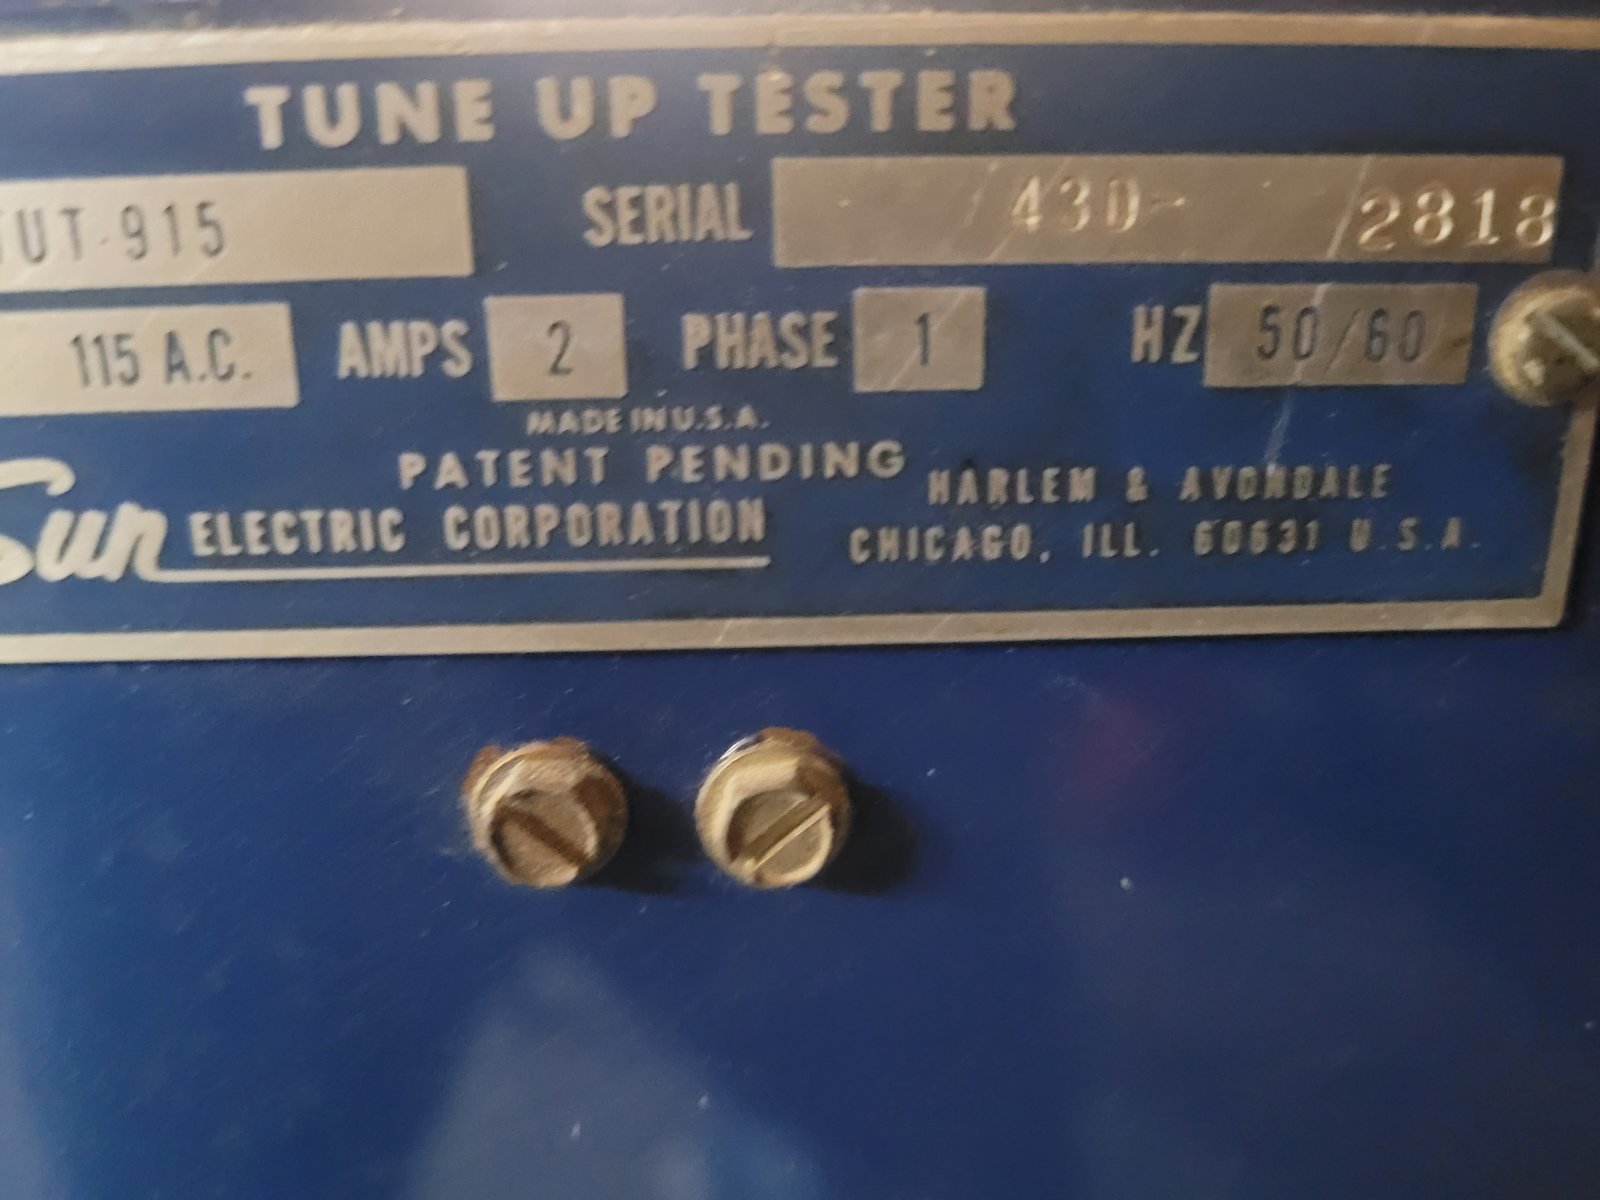 TUNE UP TESTER
TUT-915 SERIAL 430- 2818
115 A.C. AMPS 2 PHASE 1 HZ 50/60
MADE IN U.S.A.
PATENT PENDING
Sun ELECTRIC CORPORATION
HARLEM & AVONDALE
CHICAGO, ILL. 60631 U.S.A.